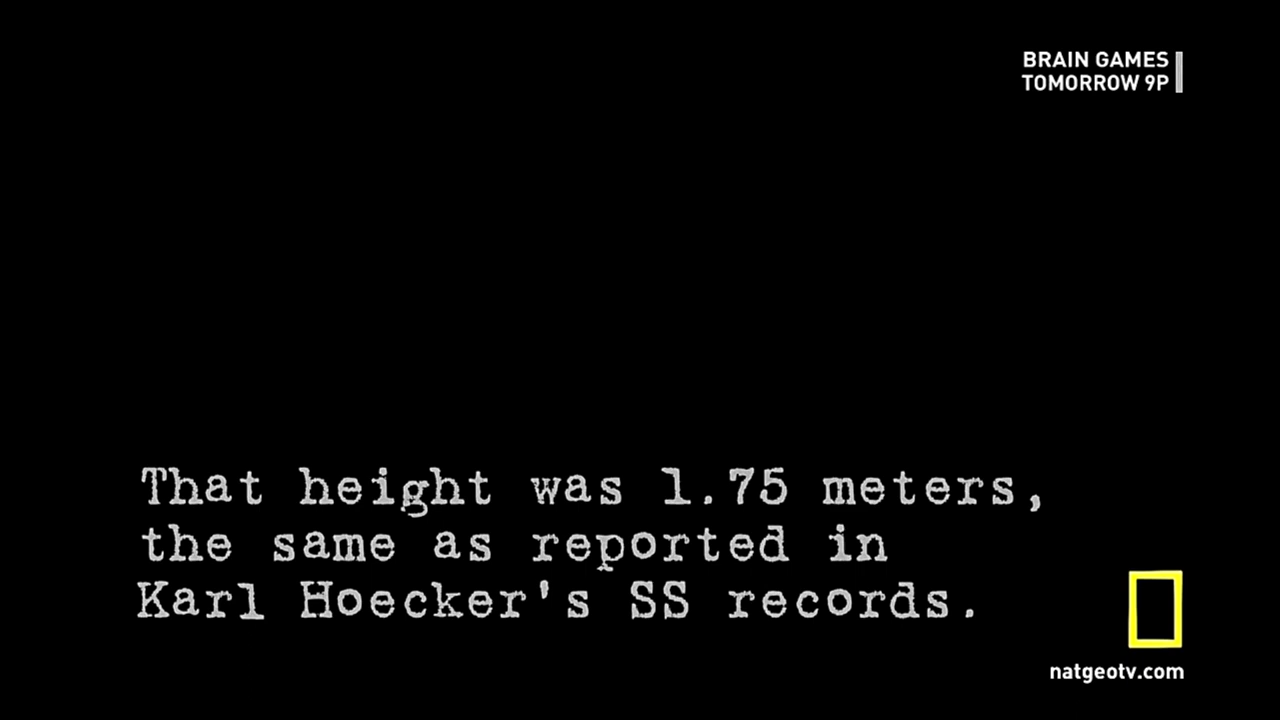 BRAIN GAMES
TOMORROW 9P
That height was 1.75 meters,
the same as reported in
Karl Hoecker's SS records.
natgeotv.com